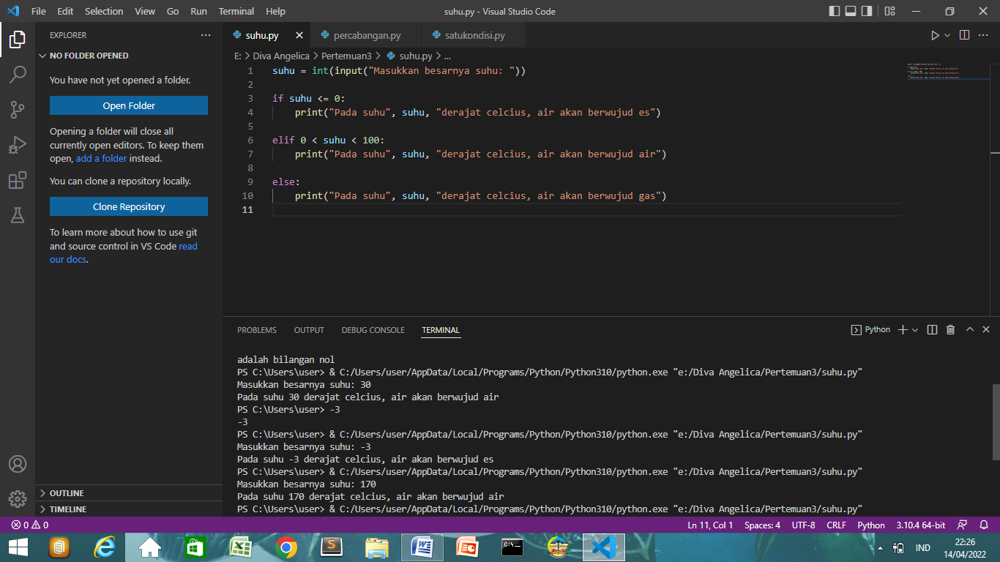 File Edit Selection View Go Run Terminal Help
suhu.py - Visual Studio Code
EXPLORER
NO FOLDER OPENED
You have not yet opened a folder.
Open Folder
Opening a folder will close all
currently open editors. To keep them
open, add a folder instead.
You can clone a repository locally.
Clone Repository
To learn more about how to use git
and source control in VS Code read
our docs.
OUTLINE
TIMELINE
suhu.py percabangan.py satukondisi.py
E: > Diva Angelica > Pertemuan3 > suhu.py > ...
1 suhu = int(input("Masukkan besarnya suhu: "))
2
3 if suhu <= 0:
4     print("Pada suhu", suhu, "derajat celcius, air akan berwujud es")
5
6 elif 0 < suhu < 100:
7     print("Pada suhu", suhu, "derajat celcius, air akan berwujud air")
8
9 else:
10     print("Pada suhu", suhu, "derajat celcius, air akan berwujud gas")
11
PROBLEMS OUTPUT DEBUG CONSOLE TERMINAL
Python
adalah bilangan nol
PS C:\Users\user> & C:/Users/user/AppData/Local/Programs/Python/Python310/python.exe "e:/Diva Angelica/Pertemuan3/suhu.py"
Masukkan besarnya suhu: 30
Pada suhu 30 derajat celcius, air akan berwujud air
PS C:\Users\user> -3
-3
PS C:\Users\user> & C:/Users/user/AppData/Local/Programs/Python/Python310/python.exe "e:/Diva Angelica/Pertemuan3/suhu.py"
Masukkan besarnya suhu: -3
Pada suhu -3 derajat celcius, air akan berwujud es
PS C:\Users\user> & C:/Users/user/AppData/Local/Programs/Python/Python310/python.exe "e:/Diva Angelica/Pertemuan3/suhu.py"
Masukkan besarnya suhu: 170
Pada suhu 170 derajat celcius, air akan berwujud air
PS C:\Users\user> & C:/Users/user/AppData/Local/Programs/Python/Python310/python.exe "e:/Diva Angelica/Pertemuan3/suhu.py"
0 0
Ln 11, Col 1 Spaces: 4 UTF-8 CRLF Python 3.10.4 64-bit
IND
22:26
14/04/2022